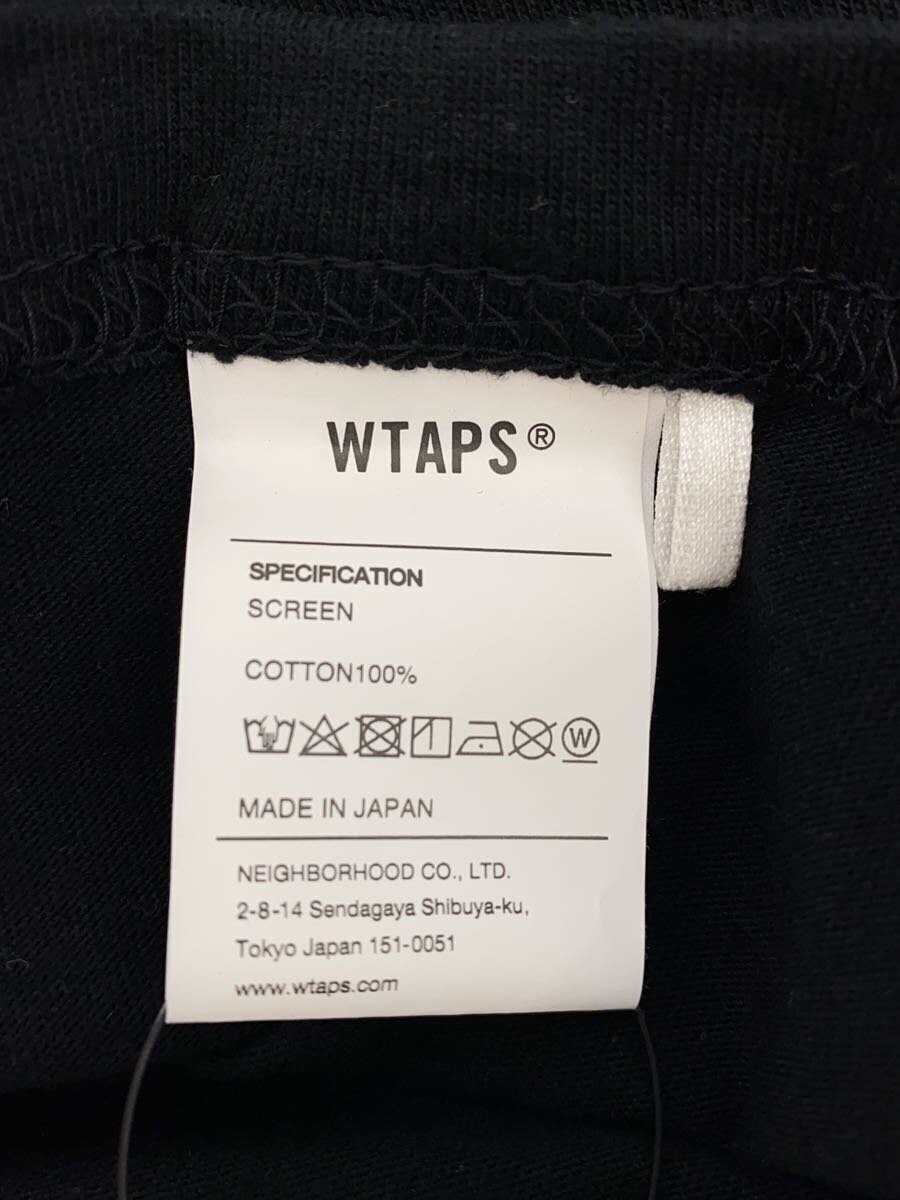 WTAPS®
SPECIFICATION
SCREEN
COTTON100%
W
MADE IN JAPAN
NEIGHBORHOOD CO., LTD.
2-8-14 Sendagaya Shibuya-ku,
Tokyo Japan 151-0051
www.wtaps.com